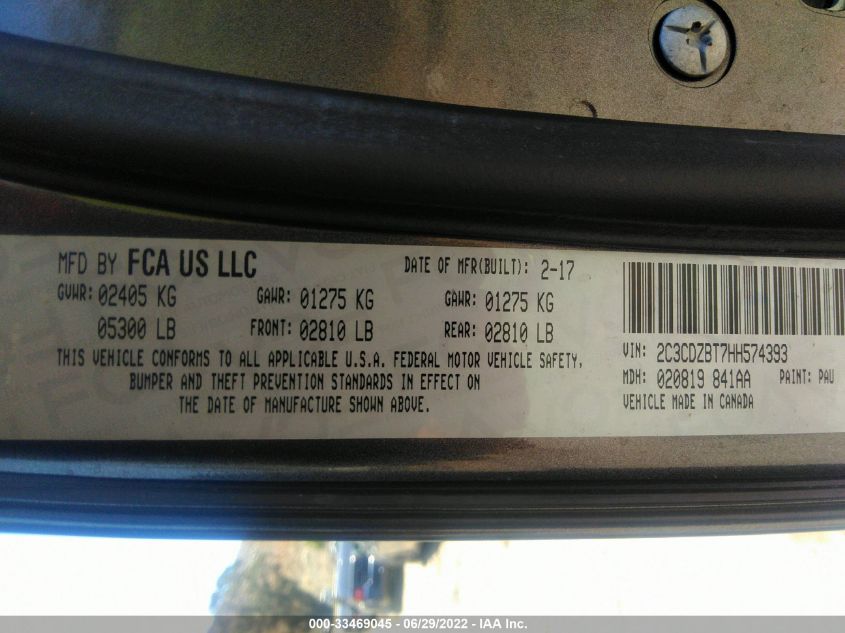 MFD BY FCA US LLC DATE OF MFR(BUILT): 2-17
GVWR: 02405 KG GAWR: 01275 KG GAWR: 01275 KG
05300 LB FRONT: 02810 LB REAR: 02810 LB
THIS VEHICLE CONFORMS TO ALL APPLICABLE U.S.A. FEDERAL MOTOR VEHICLE SAFETY,
BUMPER AND THEFT PREVENTION STANDARDS IN EFFECT ON
THE DATE OF MANUFACTURE SHOWN ABOVE.
VIN: 2C3CDZBT7HH574393
MDH: 020819 841AA PAINT: PAU
VEHICLE MADE IN CANADA
000-33469045 - 06/29/2022 - IAA Inc.